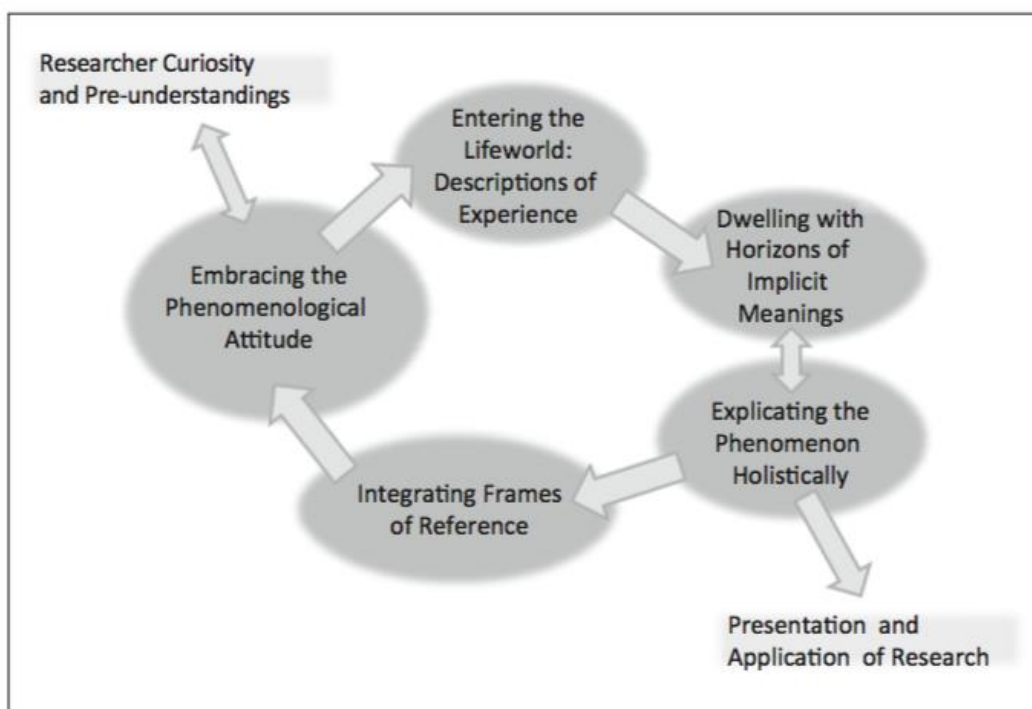 Researcher Curiosity
and Pre-understandings
Entering the
Lifeworld:
Descriptions of
Experience
Dwelling with
Horizons of
Implicit
Meanings
Embracing the
Phenomenological
Attitude
Explicating the
Phenomenon
Holistically
Integrating Frames
of Reference
Presentation and
Application of Research